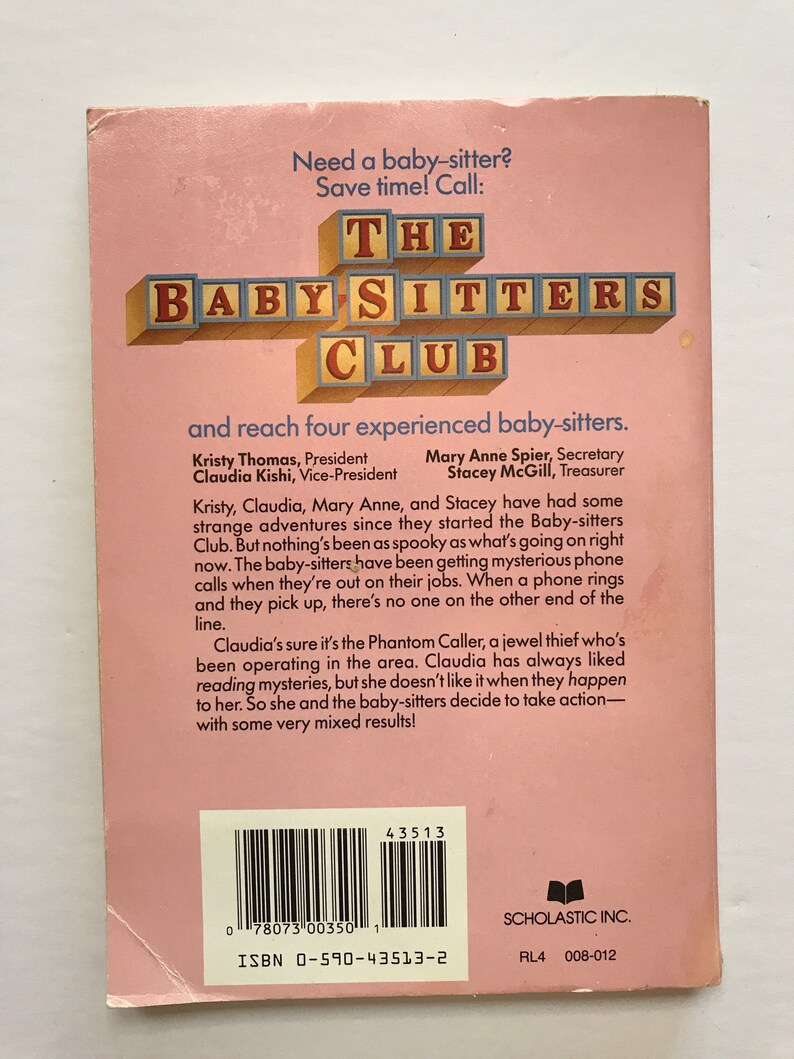 Need a baby-sitter?
Save time! Call:
THE
BABY-SITTERS
CLUB
and reach four experienced baby-sitters.
Kristy Thomas, President Mary Anne Spier, Secretary
Claudia Kishi, Vice-President Stacey McGill, Treasurer
Kristy, Claudia, Mary Anne, and Stacey have had some
strange adventures since they started the Baby-sitters
Club. But nothing's been as spooky as what's going on right
now. The baby-sitters have been getting mysterious phone
calls when they're out on their jobs. When a phone rings
and they pick up, there's no one on the other end of the
line.
Claudia's sure it's the Phantom Caller, a jewel thief who's
been operating in the area. Claudia has always liked
reading mysteries, but she doesn't like it when they happen
to her. So she and the baby-sitters decide to take action—
with some very mixed results!
43513
0 78073 00350 1
ISBN 0-590-43513-2
SCHOLASTIC INC.
RL4 008-012